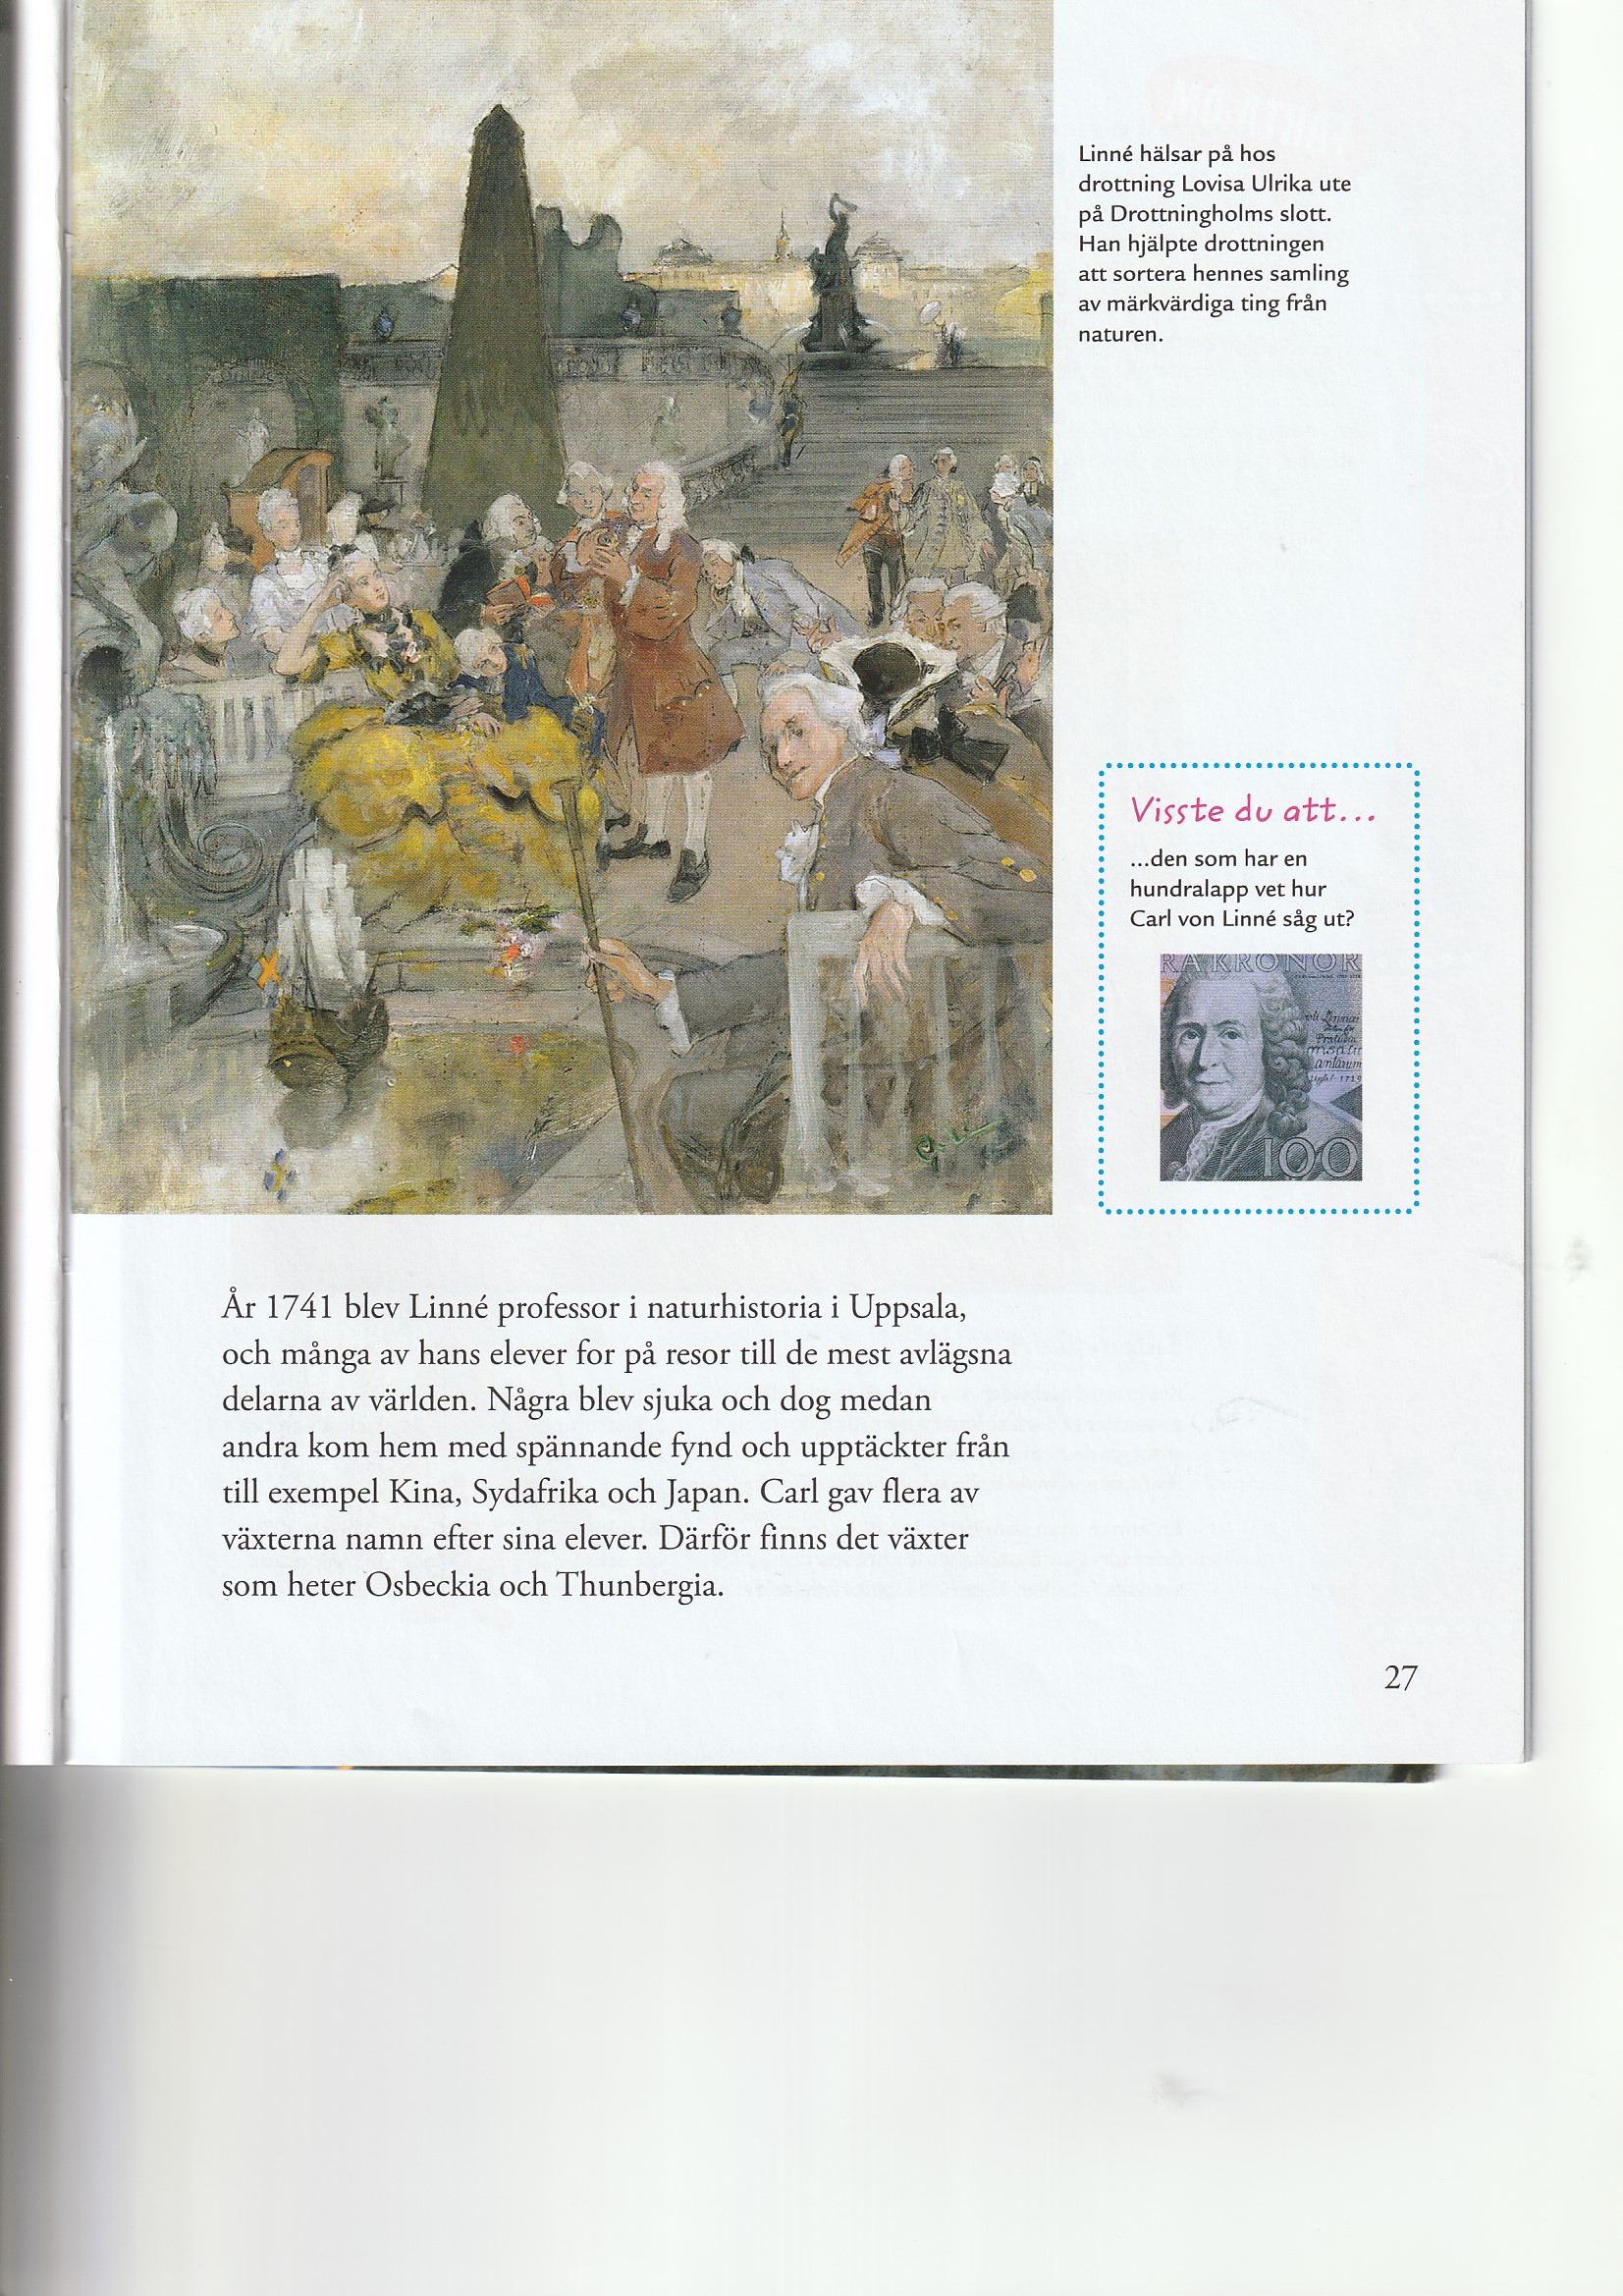 Linné hälsar på hos
drottning Lovisa Ulrika ute
på Drottningholms slott.
Han hjälpte drottningen
att sortera hennes samling
av märkvärdiga ting från
naturen.
Visste du att...
...den som har en
hundralapp vet hur
Carl von Linné såg ut?
RA KRONOR
100
År 1741 blev Linné professor i naturhistoria i Uppsala,
och många av hans elever for på resor till de mest avlägsna
delarna av världen. Några blev sjuka och dog medan
andra kom hem med spännande fynd och upptäckter från
till exempel Kina, Sydafrika och Japan. Carl gav flera av
växterna namn efter sina elever. Därför finns det växter
som heter Osbeckia och Thunbergia.
27